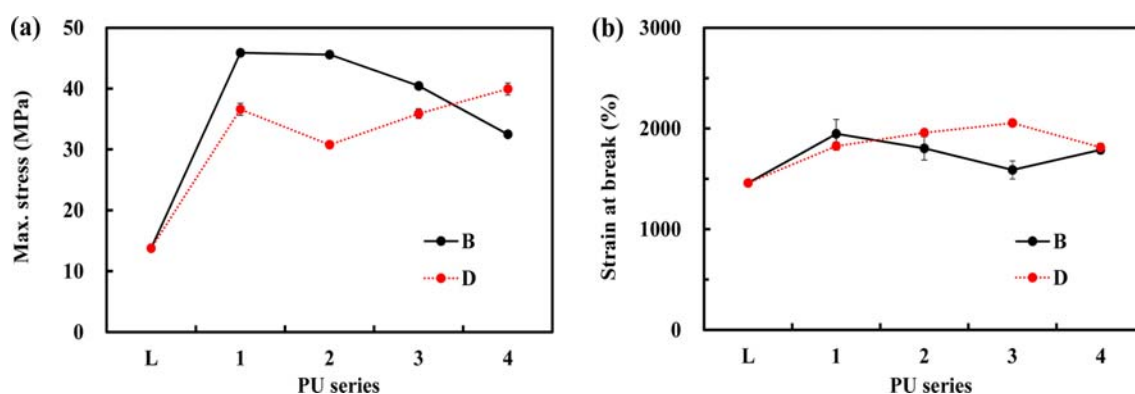 (a)
Max. stress (MPa)
50
40
30
20
10
0
B
D
L 1 2 3 4
PU series
(b)
Strain at break (%)
3000
2000
1000
0
B
D
L 1 2 3 4
PU series